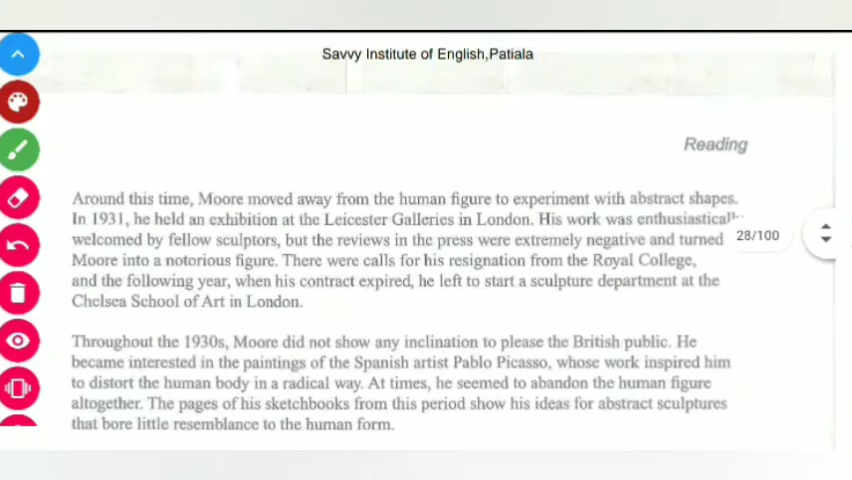 Savvy Institute of English,Patiala
Reading
Around this time, Moore moved away from the human figure to experiment with abstract shapes.
In 1931, he held an exhibition at the Leicester Galleries in London. His work was enthusiastically
welcomed by fellow sculptors, but the reviews in the press were extremely negative and turned
28/100
Moore into a notorious figure. There were calls for his resignation from the Royal College,
and the following year, when his contract expired, he left to start a sculpture department at the
Chelsea School of Art in London.
Throughout the 1930s, Moore did not show any inclination to please the British public. He
became interested in the paintings of the Spanish artist Pablo Picasso, whose work inspired him
to distort the human body in a radical way. At times, he seemed to abandon the human figure
altogether. The pages of his sketchbooks from this period show his ideas for abstract sculptures
that bore little resemblance to the human form.